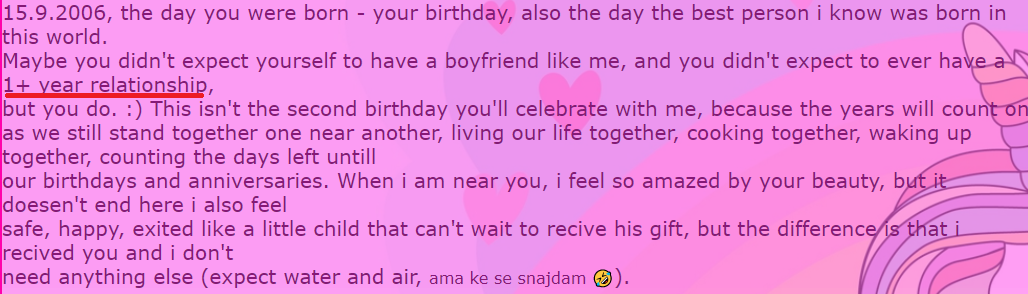 15.9.2006, the day you were born - your birthday, also the day the best person i know was born in
this world.
Maybe you didn't expect yourself to have a boyfriend like me, and you didn't expect to ever have a
1+ year relationship,
but you do. :) This isn't the second birthday you'll celebrate with me, because the years will count on
as we still stand together one near another, living our life together, cooking together, waking up
together, counting the days left untill
our birthdays and anniversaries. When i am near you, i feel so amazed by your beauty, but it
doesen't end here i also feel
safe, happy, exited like a little child that can't wait to recive his gift, but the difference is that i
recived you and i don't
need anything else (expect water and air, ama ke se snajdam 🤣).